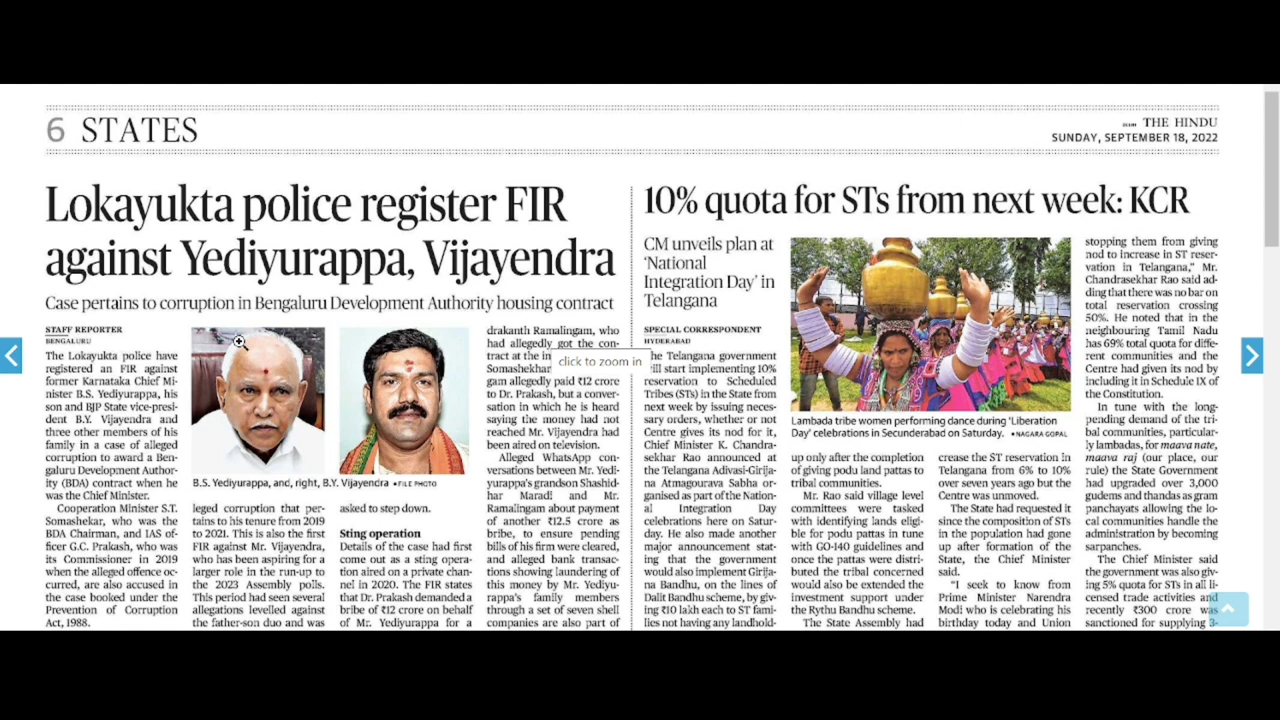 6 STATES
THE HINDU
SUNDAY, SEPTEMBER 18, 2022
Lokayukta police register FIR
against Yediyurappa, Vijayendra
Case pertains to corruption in Bengaluru Development Authority housing contract
STAFF REPORTER
BENGALURU
The Lokayukta police have
registered an FIR against
former Karnataka Chief Mi-
nister B.S. Yediyurappa, his
son and BJP State vice-presi-
dent B.Y. Vijayendra and
three other members of his
family in a case of alleged
corruption to award a Ben-
galuru Development Author-
ity (BDA) contract when he
was the Chief Minister.
Cooperation Minister S.T.
Somashekar, who was the
BDA Chairman, and IAS of-
ficer G.C. Prakash, who was
its Commissioner in 2019
when the alleged offence oc-
curred, are also accused in
the case booked under the
Prevention of Corruption
Act, 1988.
B.S. Yediyurappa, and, right, B.Y. Vijayendra •FILE PHOTO
leged corruption that per-
tains to his tenure from 2019
to 2021. This is also the first
FIR against Mr. Vijayendra,
who has been aspiring for a
larger role in the run-up to
the 2023 Assembly polls.
This period had seen several
allegations levelled against
the father-son duo and was
asked to step down.
Sting operation
Details of the case had first
come out as a sting opera-
tion aired on a private chan-
nel in 2020. The FIR states
that Dr. Prakash demanded a
bribe of ₹12 crore on behalf
of Mr. Yediyurappa for a
drakanth Ramalingam, who
had allegedly got the con-
tract at the in
Somashekhar
gam allegedly paid ₹12 crore
to Dr. Prakash, but a conver-
sation in which he is heard
saying the money had not
reached Mr. Vijayendra had
been aired on television.
Alleged WhatsApp con-
versations between Mr. Yedi-
yurappa's grandson Shashid-
har Maradi and Mr.
Ramalingam about payment
of another ₹12.5 crore as
bribe, to ensure pending
bills of his firm were cleared,
and alleged bank transac-
tions showing laundering of
this money by Mr. Yediyu-
rappa's family members
through a set of seven shell
companies are also part of
click to zoom in
10% quota for STs from next week: KCR
CM unveils plan at
‘National
Integration Day’ in
Telangana
SPECIAL CORRESPONDENT
HYDERABAD
he Telangana government
ill start implementing 10%
reservation to Scheduled
Tribes (STs) in the State from
next week by issuing neces-
sary orders, whether or not
Centre gives its nod for it,
Chief Minister K. Chandra-
sekhar Rao announced at
the Telangana Adivasi-Girija-
na Atmagourava Sabha or-
ganised as part of the Nation-
al Integration Day
celebrations here on Satur-
day. He also made another
major announcement stat-
ing that the government
would also implement Girija-
na Bandhu, on the lines of
Dalit Bandhu scheme, by giv-
ing ₹10 lakh each to ST fami-
lies not having any landhold-
Lambada tribe women performing dance during ‘Liberation
Day’ celebrations in Secunderabad on Saturday. •NAGARA GOPAL
up only after the completion
of giving podu land pattas to
tribal communities.
Mr. Rao said village level
committees were tasked
with identifying lands eligi-
ble for podu pattas in tune
with GO-140 guidelines and
once the pattas were distri-
buted the tribal concerned
would also be extended the
investment support under
the Rythu Bandhu scheme.
The State Assembly had
crease the ST reservation in
Telangana from 6% to 10%
over seven years ago but the
Centre was unmoved.
The State had requested it
since the composition of STs
in the population had gone
up after formation of the
State, the Chief Minister
said.
"I seek to know from
Prime Minister Narendra
Modi who is celebrating his
birthday today and Union
stopping them from giving
nod to increase in ST reser-
vation in Telangana," Mr.
Chandrasekhar Rao said ad-
ding that there was no bar on
total reservation crossing
50%. He noted that in the
neighbouring Tamil Nadu
has 69% total quota for diffe-
rent communities and the
Centre had given its nod by
including it in Schedule IX of
the Constitution.
In tune with the long-
pending demand of the tri-
bal communities, particular-
ly lambadas, for maava nate,
maava raj (our place, our
rule) the State Government
had upgraded over 3,000
gudems and thandas as gram
panchayats allowing the lo-
cal communities handle the
administration by becoming
sarpanches.
The Chief Minister said
the government was also giv-
ing 5% quota for STs in all li-
censed trade activities and
recently ₹300 crore was
sanctioned for supplying 3-